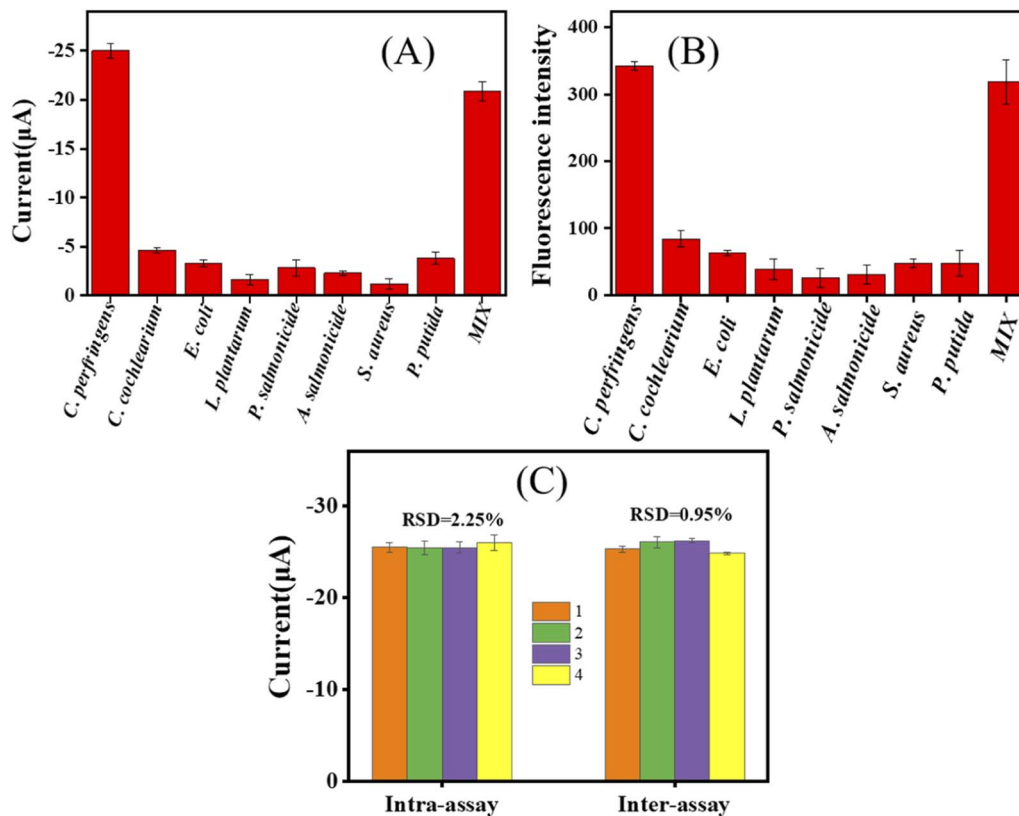 (A)
Current(μA)
-25
-20
-15
-10
-5
0
C. perfringens
C. cochlearium
E. coli
L. plantarum
P. salmonicide
A. salmonicide
S. aureus
P. putida
MIX
(B)
Fluorescence intensity
400
300
200
100
0
C. perfringens
C. cochlearium
E. coli
L. plantarum
P. salmonicide
A. salmonicide
S. aureus
P. putida
MIX
(C)
Current(μA)
-30
-20
-10
0
RSD=2.25%
RSD=0.95%
1
2
3
4
Intra-assay
Inter-assay